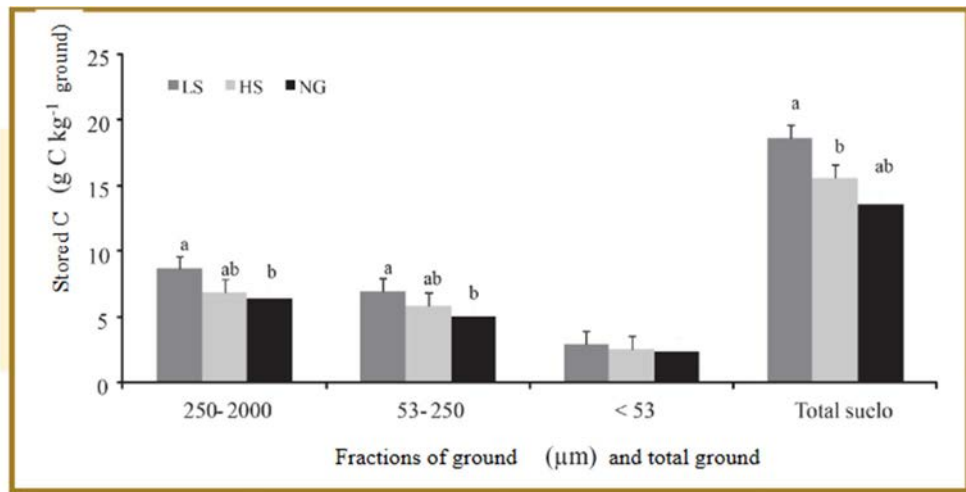 Stored C (g C kg⁻¹ ground)
25
20
15
10
5
0
LS HS NG
a ab b
a ab b
a b ab
250-2000 53-250 < 53 Total suelo
Fractions of ground (μm) and total ground